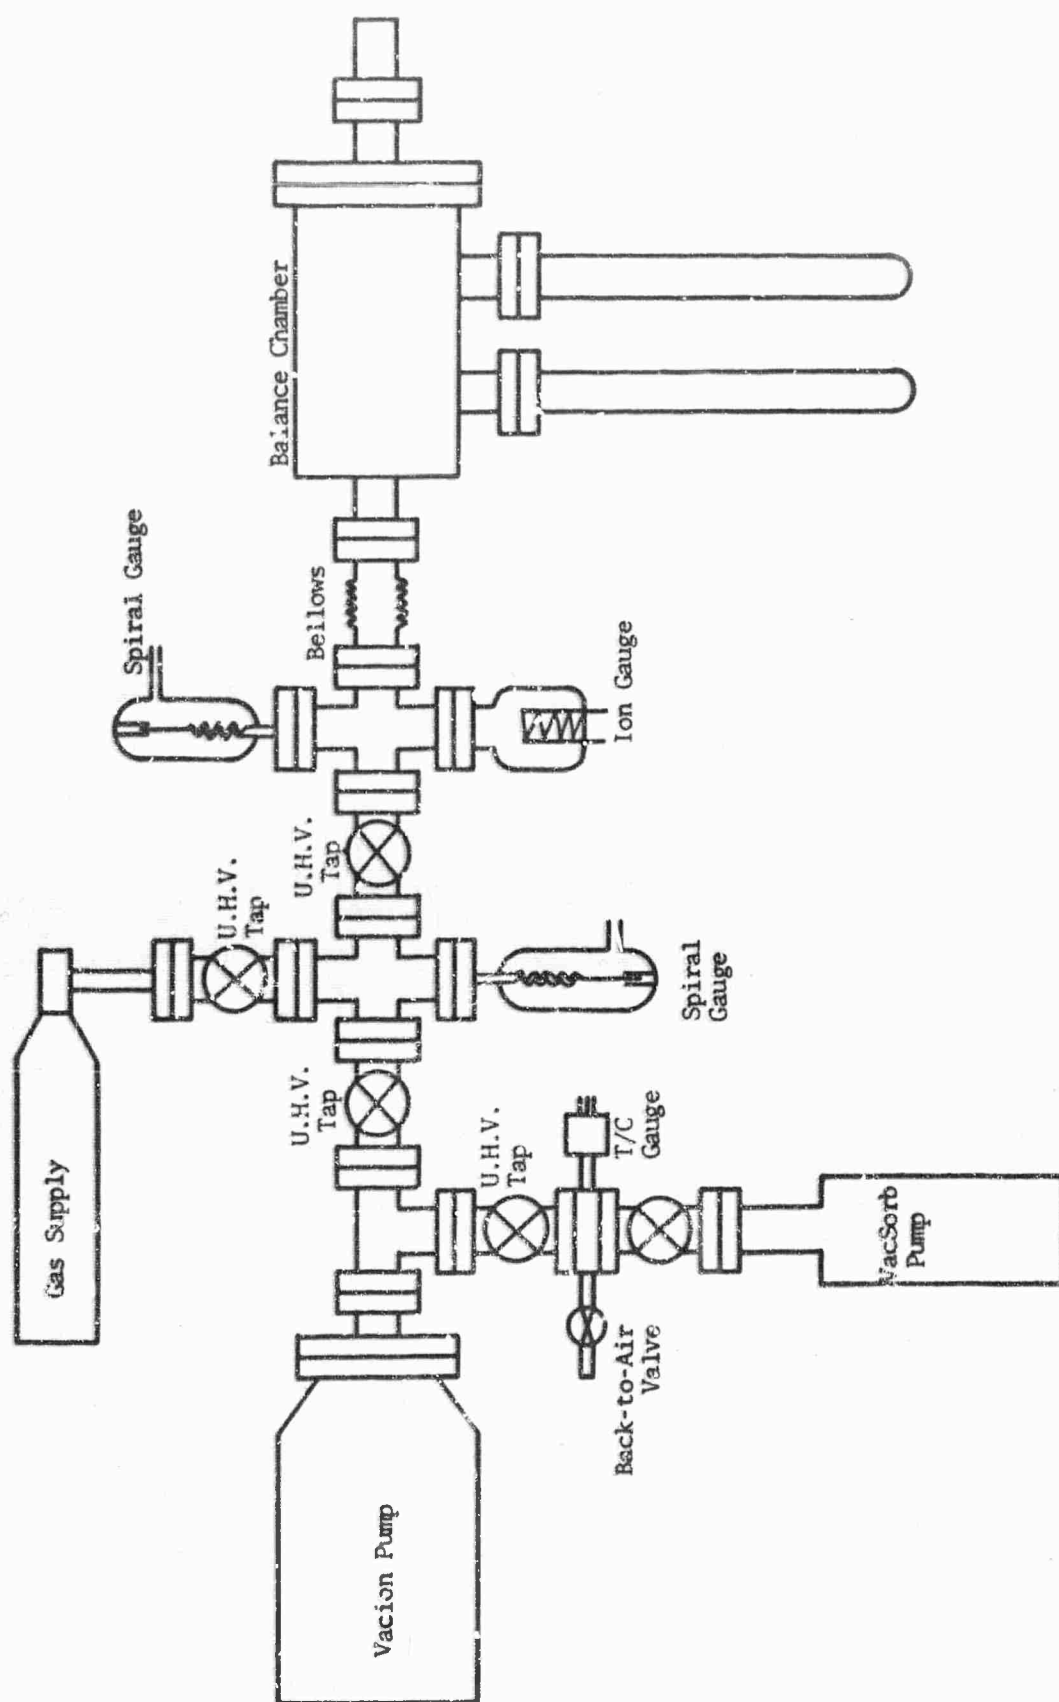 Gas Supply
U.H.V.
Tap
Spiral Gauge
U.H.V.
Tap
U.H.V.
Tap
Bellows
Balance Chamber
Vacion Pump
U.H.V.
Tap
Spiral
Gauge
Ion Gauge
T/C
Gauge
Back-to-Air
Valve
VacSorb
Pump